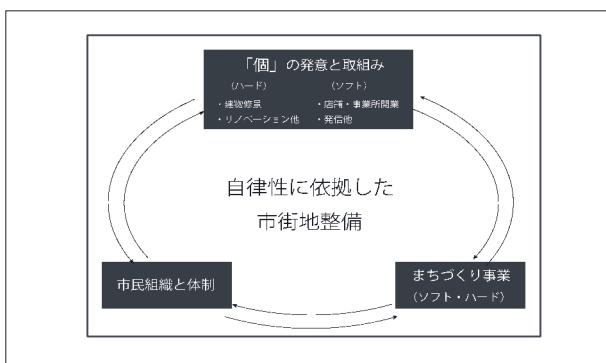 「個」の発意と取組み
（ハード）　（ソフト）
・建物修景　・店舗・事業所開業
・リノベーション他　・発信他
自律性に依拠した
市街地整備
市民組織と体制
まちづくり事業
（ソフト・ハード）